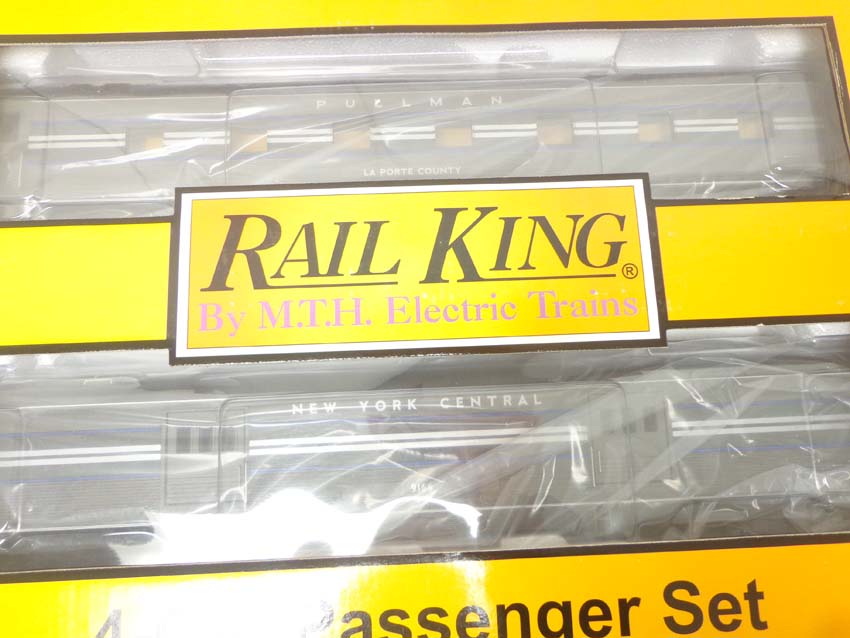 PULLMAN
LA PORTE COUNTY
RAIL KING®
By M.T.H. Electric Trains
NEW YORK CENTRAL
Passenger Set